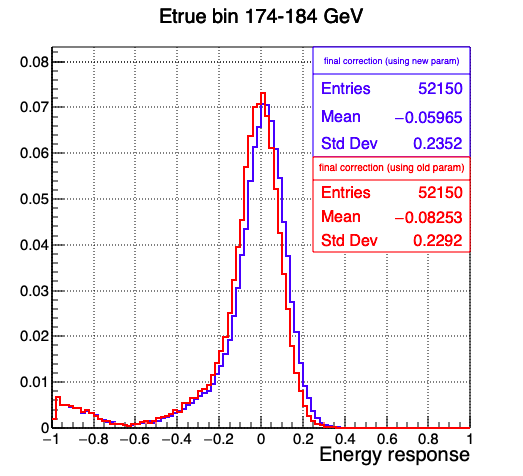 Etrue bin 174-184 GeV
final correction (using new param)
Entries 52150
Mean −0.05965
Std Dev 0.2352
final correction (using old param)
Entries 52150
Mean −0.08253
Std Dev 0.2292
0.08
0.07
0.06
0.05
0.04
0.03
0.02
0.01
0
−1 −0.8 −0.6 −0.4 −0.2 0 0.2 0.4 0.6 0.8 1
Energy response